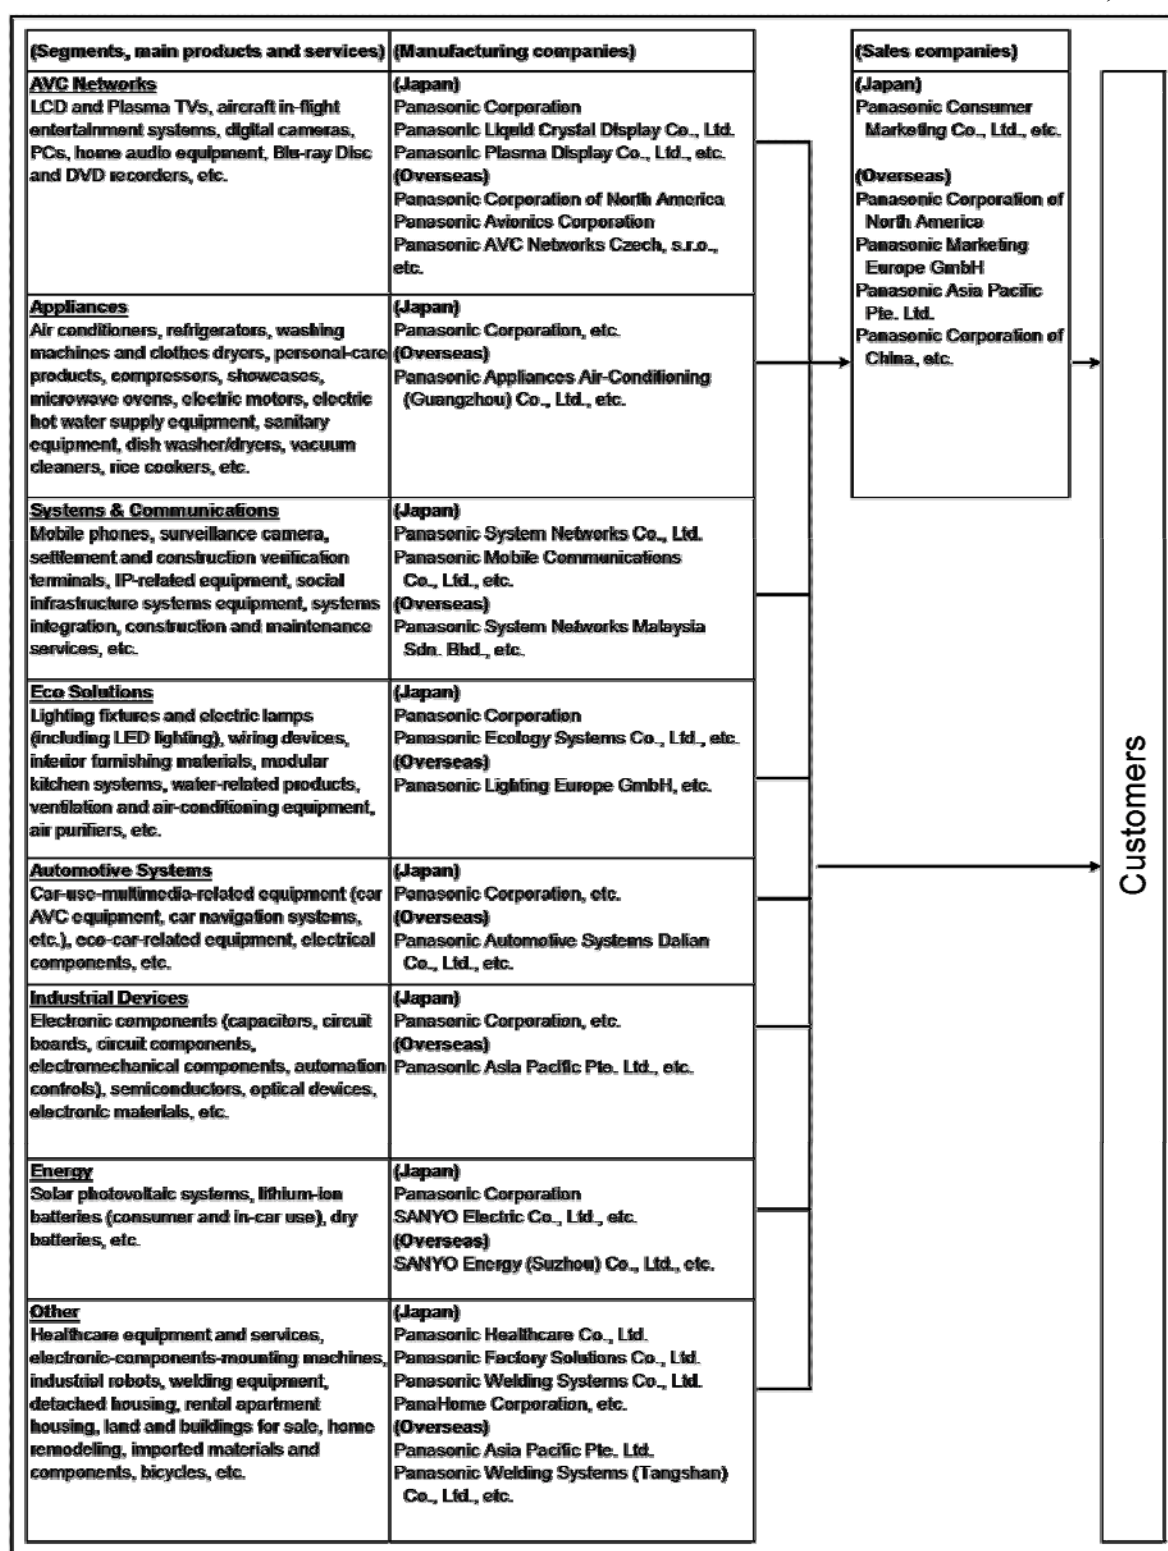 (Segments, main products and services)
(Manufacturing companies)
(Sales companies)
AVC Networks
LCD and Plasma TVs, aircraft in-flight
entertainment systems, digital cameras,
PCs, home audio equipment, Blu-ray Disc
and DVD recorders, etc.
(Japan)
Panasonic Corporation
Panasonic Liquid Crystal Display Co., Ltd.
Panasonic Plasma Display Co., Ltd., etc.
(Overseas)
Panasonic Corporation of North America
Panasonic Avionics Corporation
Panasonic AVC Networks Czech, s.r.o.,
etc.
(Japan)
Panasonic Consumer
Marketing Co., Ltd., etc.
(Overseas)
Panasonic Corporation of
North America
Panasonic Marketing
Europe GmbH
Panasonic Asia Pacific
Pte. Ltd.
Panasonic Corporation of
China, etc.
Appliances
Air conditioners, refrigerators, washing
machines and clothes dryers, personal-care
products, compressors, showcases,
microwave ovens, electric motors, electric
hot water supply equipment, sanitary
equipment, dish washer/dryers, vacuum
cleaners, rice cookers, etc.
(Japan)
Panasonic Corporation, etc.
(Overseas)
Panasonic Appliances Air-Conditioning
(Guangzhou) Co., Ltd., etc.
Systems & Communications
Mobile phones, surveillance camera,
settlement and construction verification
terminals, IP-related equipment, social
infrastructure systems equipment, systems
integration, construction and maintenance
services, etc.
(Japan)
Panasonic System Networks Co., Ltd.
Panasonic Mobile Communications
Co., Ltd., etc.
(Overseas)
Panasonic System Networks Malaysia
Sdn. Bhd., etc.
Eco Solutions
Lighting fixtures and electric lamps
(including LED lighting), wiring devices,
interior furnishing materials, modular
kitchen systems, water-related products,
ventilation and air-conditioning equipment,
air purifiers, etc.
(Japan)
Panasonic Corporation
Panasonic Ecology Systems Co., Ltd., etc.
(Overseas)
Panasonic Lighting Europe GmbH, etc.
Customers
Automotive Systems
Car-use-multimedia-related equipment (car
AVC equipment, car navigation systems,
etc.), eco-car-related equipment, electrical
components, etc.
(Japan)
Panasonic Corporation, etc.
(Overseas)
Panasonic Automotive Systems Dalian
Co., Ltd., etc.
Industrial Devices
Electronic components (capacitors, circuit
boards, circuit components,
electromechanical components, automation
controls), semiconductors, optical devices,
electronic materials, etc.
(Japan)
Panasonic Corporation, etc.
(Overseas)
Panasonic Asia Pacific Pte. Ltd., etc.
Energy
Solar photovoltaic systems, lithium-ion
batteries (consumer and in-car use), dry
batteries, etc.
(Japan)
Panasonic Corporation
SANYO Electric Co., Ltd., etc.
(Overseas)
SANYO Energy (Suzhou) Co., Ltd., etc.
Other
Healthcare equipment and services,
electronic-components-mounting machines,
industrial robots, welding equipment,
detached housing, rental apartment
housing, land and buildings for sale, home
remodeling, imported materials and
components, bicycles, etc.
(Japan)
Panasonic Healthcare Co., Ltd.
Panasonic Factory Solutions Co., Ltd.
Panasonic Welding Systems Co., Ltd.
PanaHome Corporation, etc.
(Overseas)
Panasonic Asia Pacific Pte. Ltd.
Panasonic Welding Systems (Tangshan)
Co., Ltd., etc.